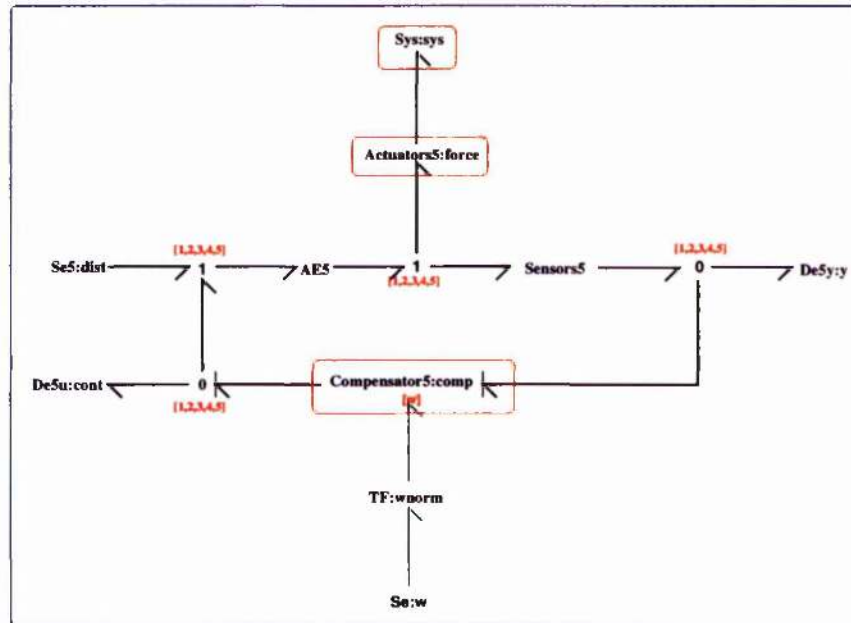 Sys:sys
Actuators5:force
[1,2,3,4,5]
[1,2,3,4,5]
Se5:dist
1
AE5
1
Sensors5
0
De5y:y
[1,2,3,4,5]
De5u:cont
0
Compensator5:comp
[1,2,3,4,5]
TF:wnorm
Se:w